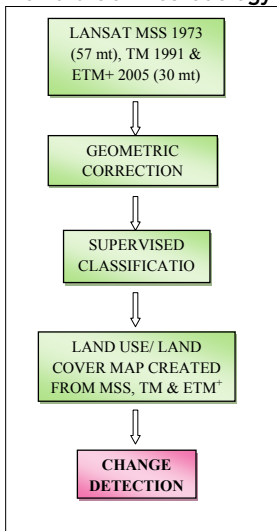 LANSAT MSS 1973
(57 mt), TM 1991 &
ETM+ 2005 (30 mt)
GEOMETRIC
CORRECTION
SUPERVISED
CLASSIFICATIO
LAND USE/ LAND
COVER MAP CREATED
FROM MSS, TM & ETM⁺
CHANGE
DETECTION